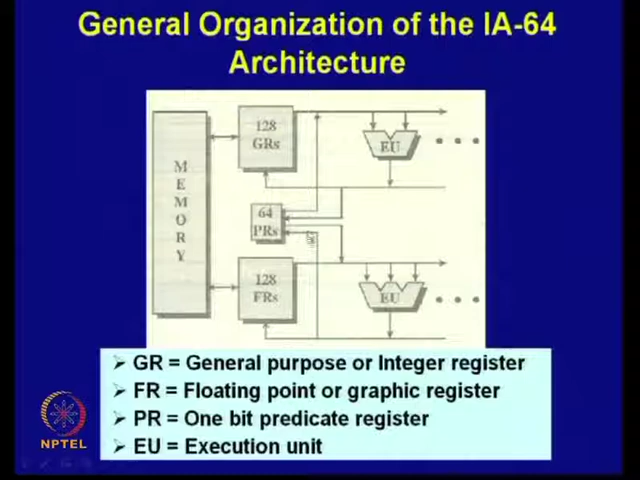 General Organization of the IA-64
Architecture
MEMORY
128
GRs
EU
64
PRs
128
FRs
EU
➢ GR = General purpose or Integer register
➢ FR = Floating point or graphic register
➢ PR = One bit predicate register
➢ EU = Execution unit
NPTEL